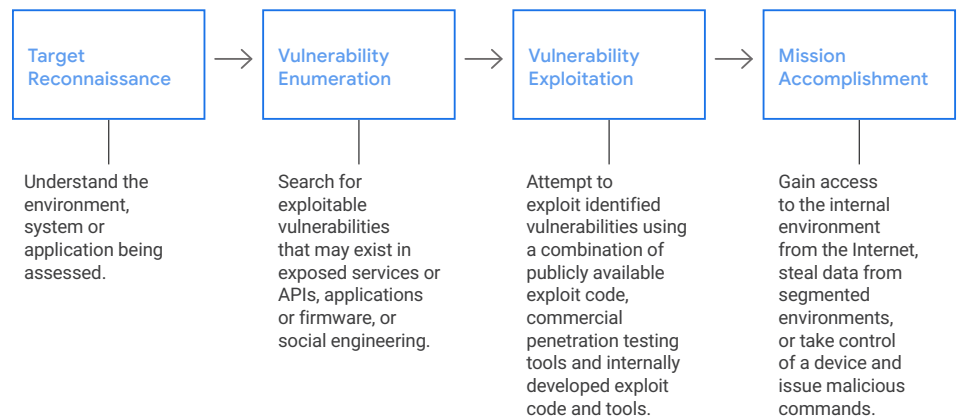 Target
Reconnaissance
Vulnerability
Enumeration
Vulnerability
Exploitation
Mission
Accomplishment
Understand the
environment,
system or
application being
assessed.
Search for
exploitable
vulnerabilities
that may exist in
exposed services or
APIs, applications
or firmware, or
social engineering.
Attempt to
exploit identified
vulnerabilities using
a combination of
publicly available
exploit code,
commercial
penetration testing
tools and internally
developed exploit
code and tools.
Gain access
to the internal
environment
from the Internet,
steal data from
segmented
environments,
or take control
of a device and
issue malicious
commands.